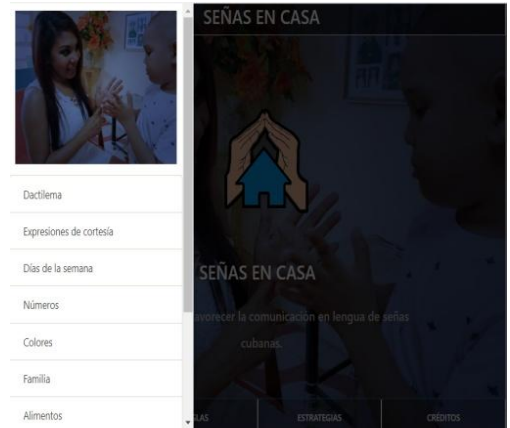 SEÑAS EN CASA
Dactilema
Expresiones de cortesía
Días de la semana
Números
Colores
Familia
Alimentos
SEÑAS EN CASA
avorecer la comunicación en lengua de señas
cubanas.
GLAS
ESTRATEGIAS
CRÉDITOS